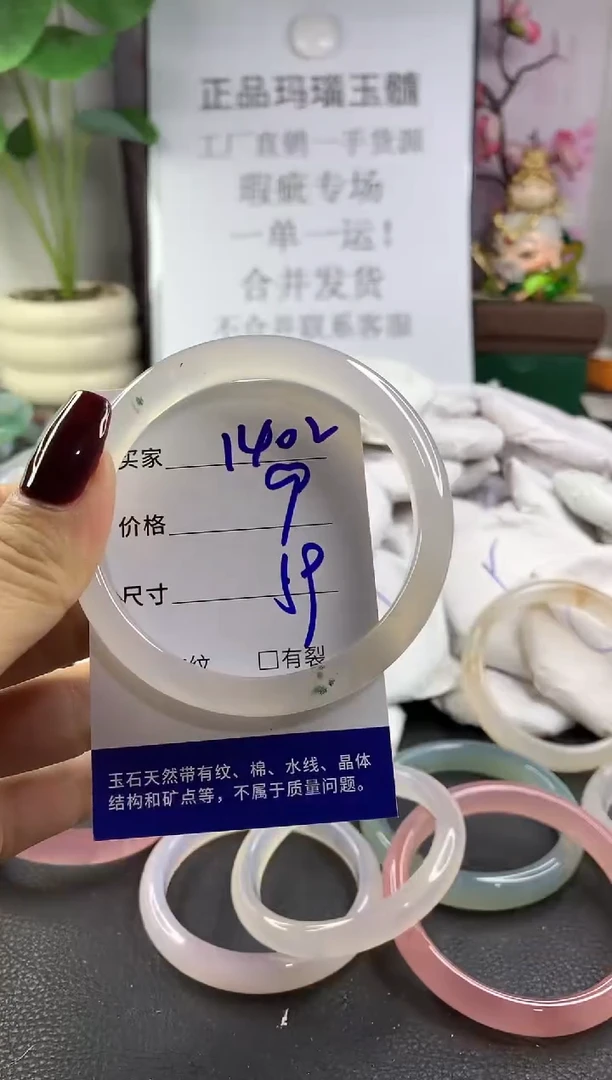 正品玛瑙玉髓
工厂直销一手货源
瑕疵专场
一单一运！
合并发货
不合并联系客服
买家 1402
价格 9
尺寸 59
纹 □有裂
玉石天然带有纹、棉、水线、晶体
结构和矿点等，不属于质量问题。